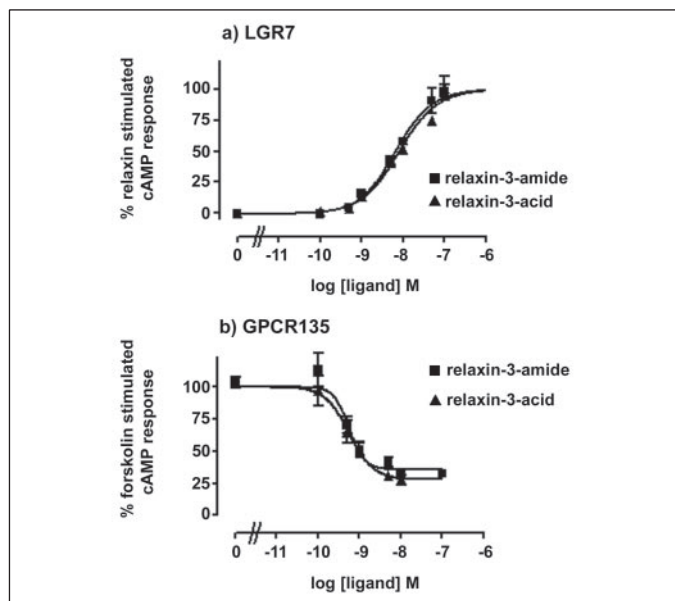 a) LGR7
% relaxin stimulated
cAMP response
100
75
50
25
0
relaxin-3-amide
relaxin-3-acid
0 -11 -10 -9 -8 -7 -6
log [ligand] M
b) GPCR135
% forskolin stimulated
cAMP response
100
75
50
25
0
relaxin-3-amide
relaxin-3-acid
0 -11 -10 -9 -8 -7 -6
log [ligand] M